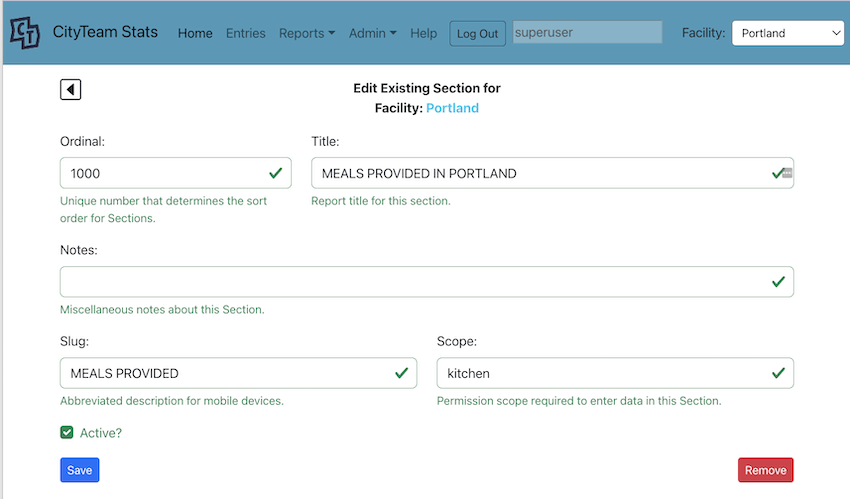 CT CityTeam Stats Home Entries Reports Admin Help Log Out superuser Facility: Portland
Edit Existing Section for
Facility: Portland
Ordinal: Title:
1000 MEALS PROVIDED IN PORTLAND
Unique number that determines the sort order for Sections. Report title for this section.
Notes:
Miscellaneous notes about this Section.
Slug: Scope:
MEALS PROVIDED kitchen
Abbreviated description for mobile devices. Permission scope required to enter data in this Section.
Active?
Save Remove